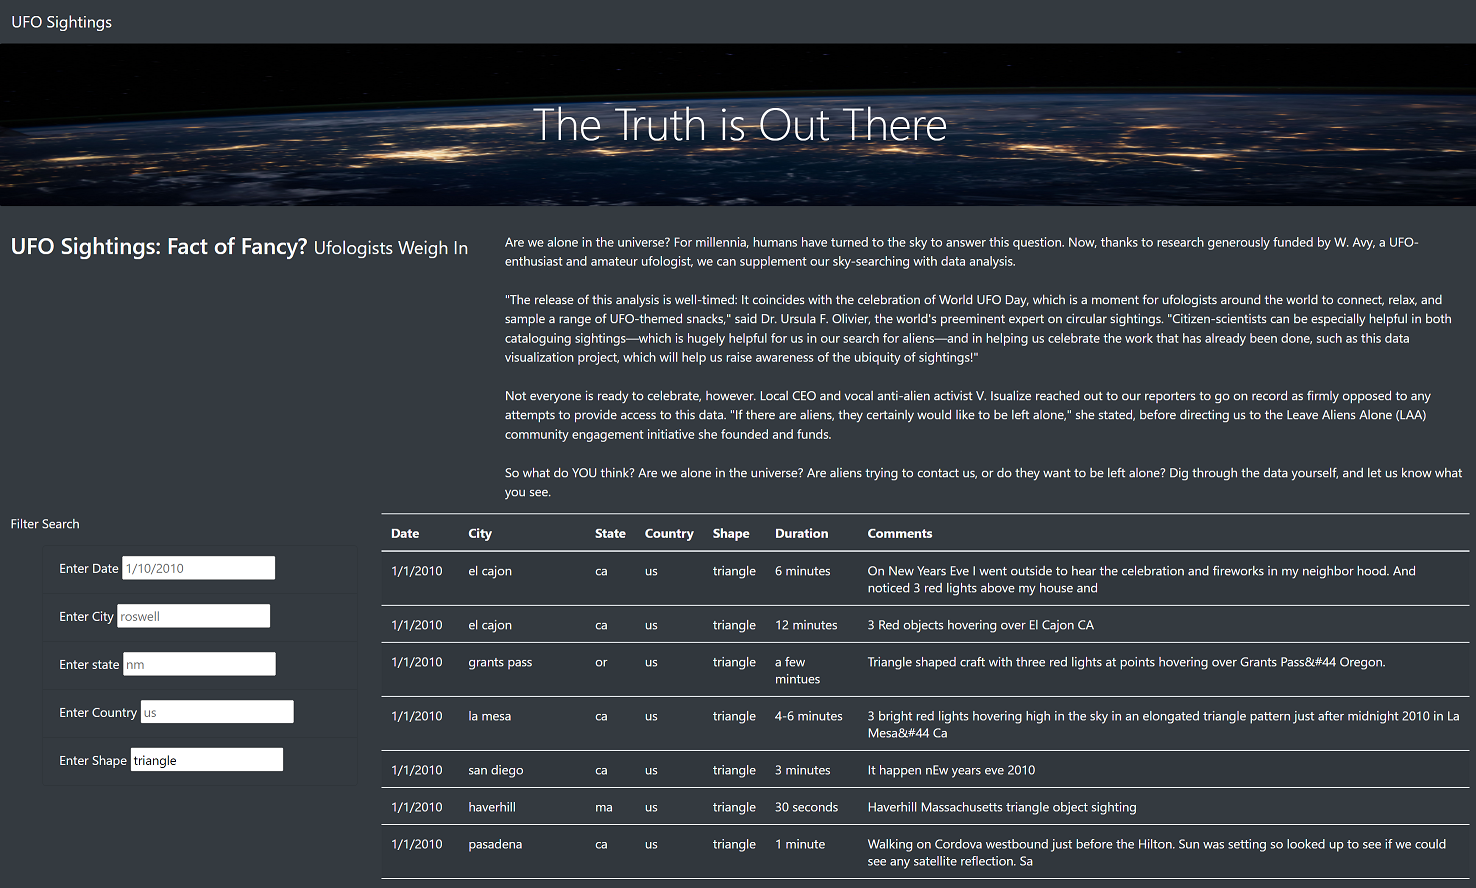 UFO Sightings
The Truth is Out There
UFO Sightings: Fact of Fancy? Ufologists Weigh In
Are we alone in the universe? For millennia, humans have turned to the sky to answer this question. Now, thanks to research generously funded by W. Avy, a UFO-
enthusiast and amateur ufologist, we can supplement our sky-searching with data analysis.
"The release of this analysis is well-timed: It coincides with the celebration of World UFO Day, which is a moment for ufologists around the world to connect, relax, and
sample a range of UFO-themed snacks," said Dr. Ursula F. Olivier, the world's preeminent expert on circular sightings. "Citizen-scientists can be especially helpful in both
cataloguing sightings—which is hugely helpful for us in our search for aliens—and in helping us celebrate the work that has already been done, such as this data
visualization project, which will help us raise awareness of the ubiquity of sightings!"
Not everyone is ready to celebrate, however. Local CEO and vocal anti-alien activist V. Isualize reached out to our reporters to go on record as firmly opposed to any
attempts to provide access to this data. "If there are aliens, they certainly would like to be left alone," she stated, before directing us to the Leave Aliens Alone (LAA)
community engagement initiative she founded and funds.
So what do YOU think? Are we alone in the universe? Are aliens trying to contact us, or do they want to be left alone? Dig through the data yourself, and let us know what
you see.
Filter Search
Enter Date 1/10/2010
Enter City roswell
Enter state nm
Enter Country us
Enter Shape triangle
Date City State Country Shape Duration Comments
1/1/2010 el cajon ca us triangle 6 minutes On New Years Eve I went outside to hear the celebration and fireworks in my neighbor hood. And
noticed 3 red lights above my house and
1/1/2010 el cajon ca us triangle 12 minutes 3 Red objects hovering over El Cajon CA
1/1/2010 grants pass or us triangle a few Triangle shaped craft with three red lights at points hovering over Grants Pass&#44 Oregon.
mintues
1/1/2010 la mesa ca us triangle 4-6 minutes 3 bright red lights hovering high in the sky in an elongated triangle pattern just after midnight 2010 in La
Mesa&#44 Ca
1/1/2010 san diego ca us triangle 3 minutes It happen nEw years eve 2010
1/1/2010 haverhill ma us triangle 30 seconds Haverhill Massachusetts triangle object sighting
1/1/2010 pasadena ca us triangle 1 minute Walking on Cordova westbound just before the Hilton. Sun was setting so looked up to see if we could
see any satellite reflection. Sa